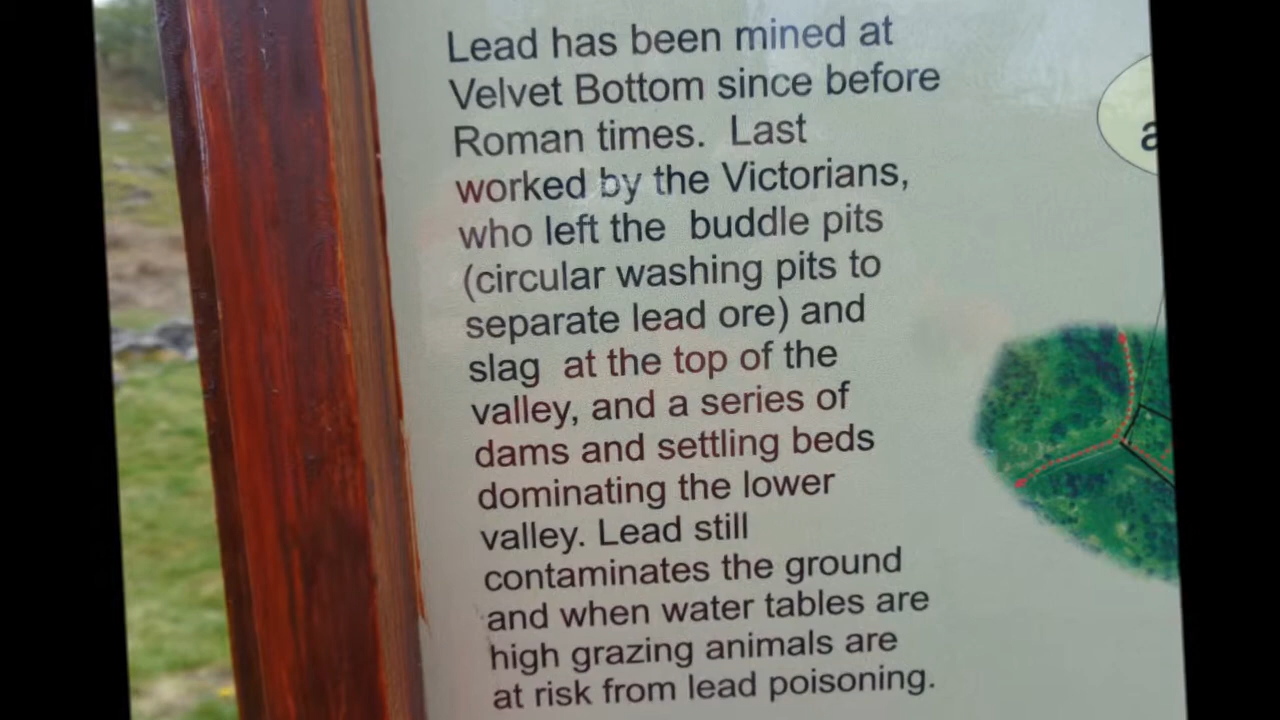 Lead has been mined at
Velvet Bottom since before
Roman times.  Last
worked by the Victorians,
who left the  buddle pits
(circular washing pits to
separate lead ore) and
slag  at the top of the
valley, and a series of
dams and settling beds
dominating the lower
valley. Lead still
contaminates the ground
and when water tables are
high grazing animals are
at risk from lead poisoning.
a